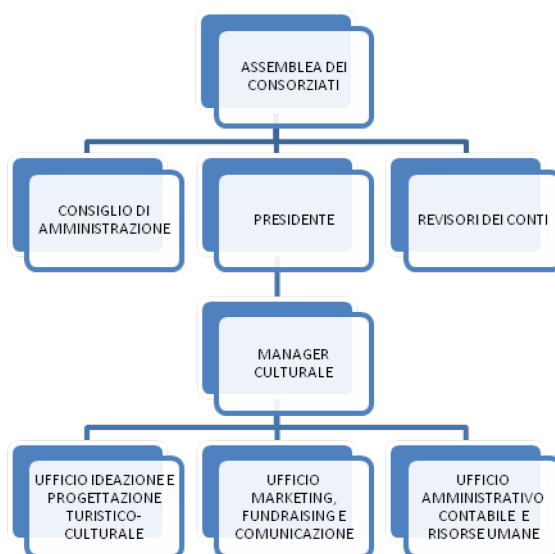 ASSEMBLEA DEI
CONSORZIATI
CONSIGLIO DI
AMMINISTRAZIONE
PRESIDENTE
REVISORI DEI CONTI
MANAGER
CULTURALE
UFFICIO IDEAZIONE E
PROGETTAZIONE
TURISTICO-
CULTURALE
UFFICIO
MARKETING,
FUNDRAISING E
COMUNICAZIONE
UFFICIO
AMMINISTRATIVO
CONTABILE E
RISORSE UMANE